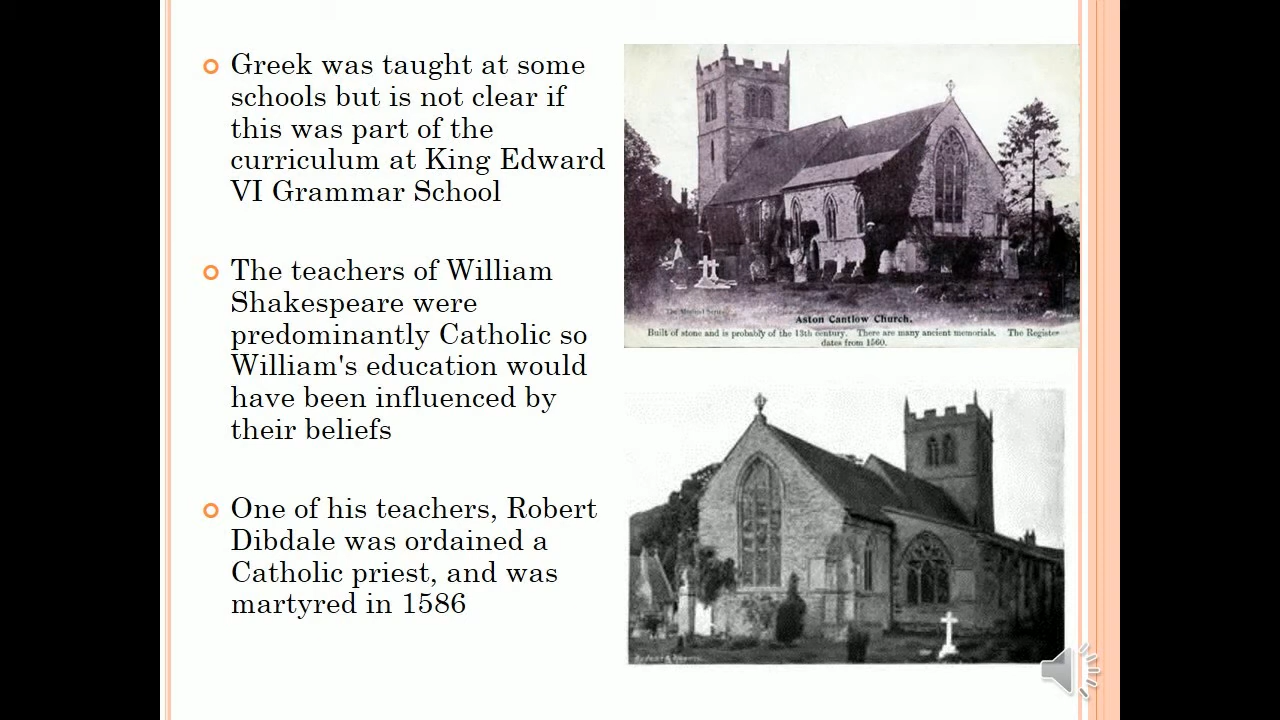 Greek was taught at some
schools but is not clear if
this was part of the
curriculum at King Edward
VI Grammar School
The teachers of William
Shakespeare were
predominantly Catholic so
William's education would
have been influenced by
their beliefs
One of his teachers, Robert
Dibdale was ordained a
Catholic priest, and was
martyred in 1586
Aston Cantlow Church.
Built of stone and is probably of the 13th century. There are many ancient memorials. The Register
dates from 1560.